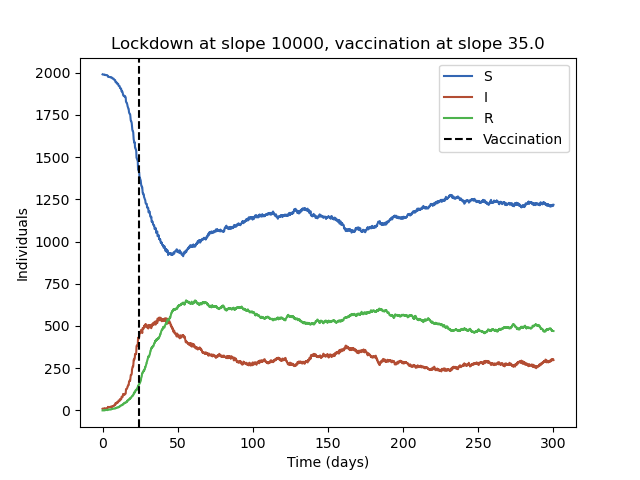 Lockdown at slope 10000, vaccination at slope 35.0
2000
1750
1500
1250
1000
750
500
250
0
Individuals
S
I
R
Vaccination
0 50 100 150 200 250 300
Time (days)